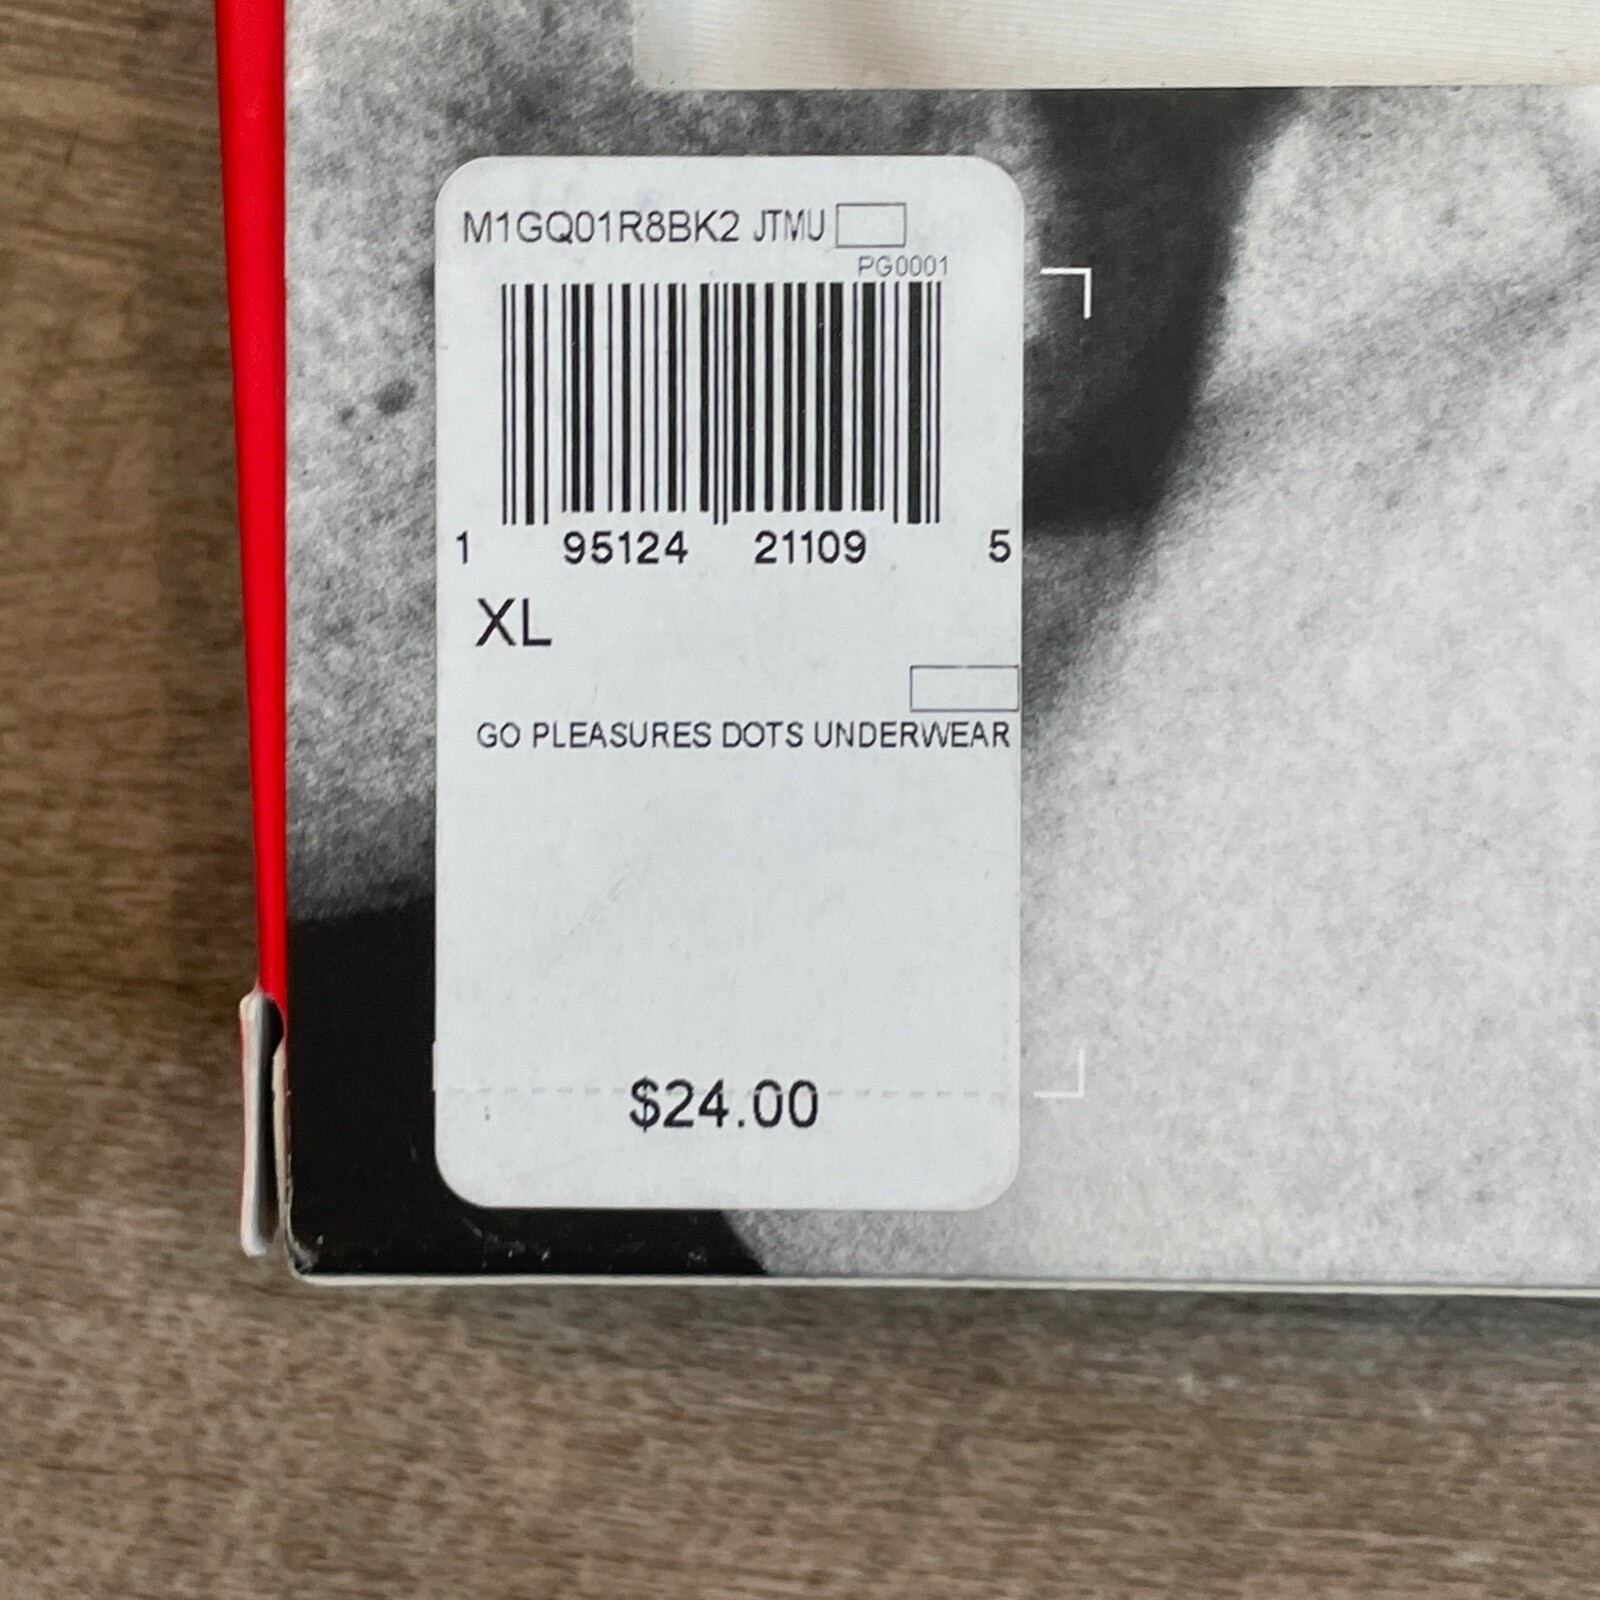 M1GQ01R8BK2 JTMU
PG0001
1 95124 21109 5
XL
GO PLEASURES DOTS UNDERWEAR
$24.00